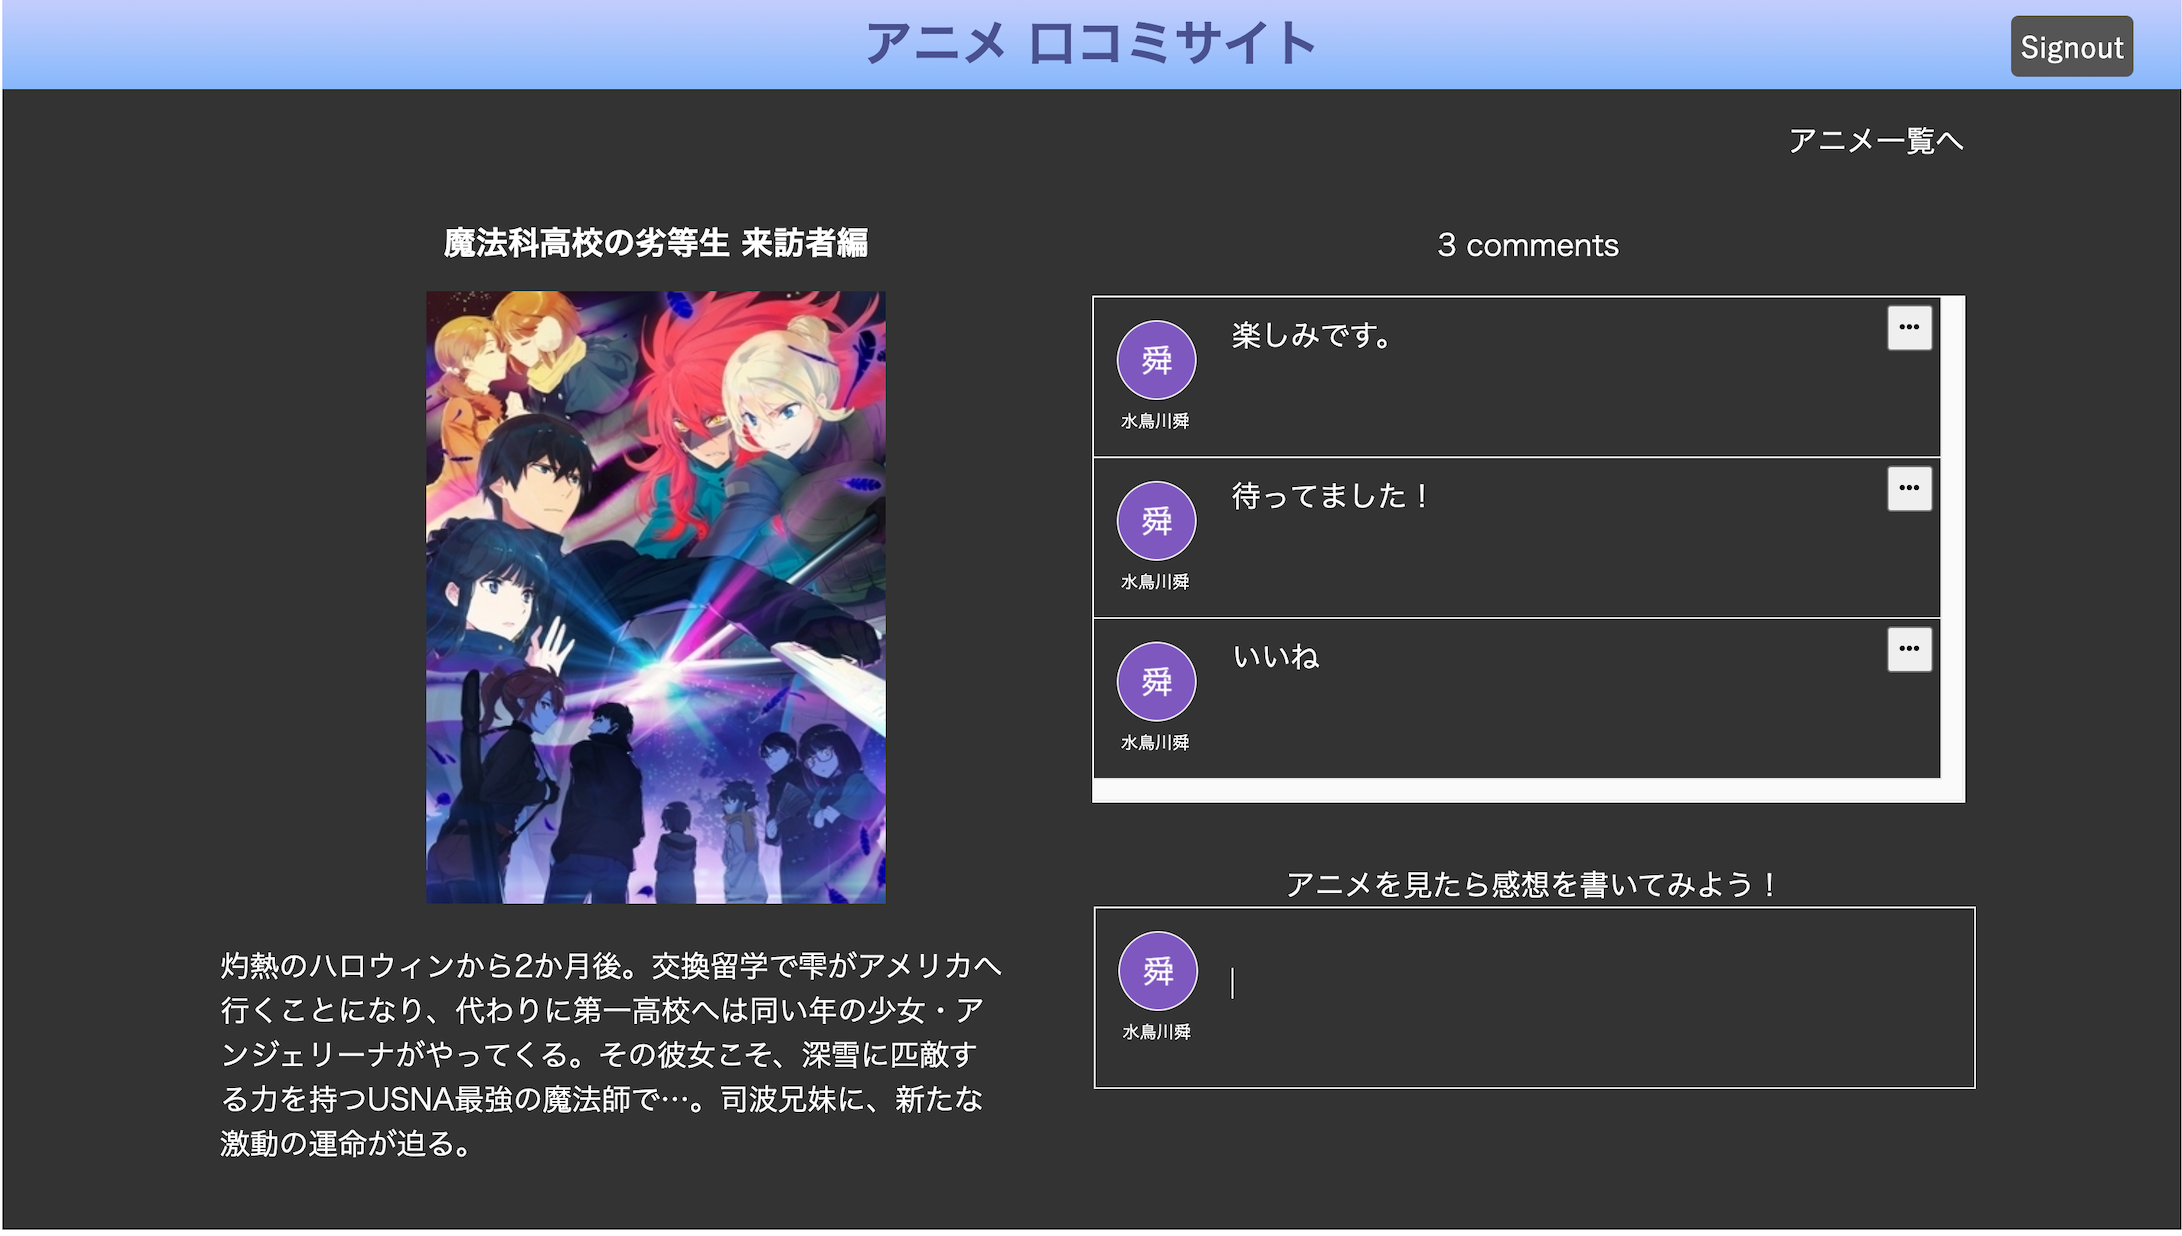 アニメ 口コミサイト
Signout
アニメ一覧へ
魔法科高校の劣等生 来訪者編
灼熱のハロウィンから2か月後。交換留学で雫がアメリカへ
行くことになり、代わりに第一高校へは同い年の少女・ア
ンジェリーナがやってくる。その彼女こそ、深雪に匹敵す
る力を持つUSNA最強の魔法師で…。司波兄妹に、新たな
激動の運命が迫る。
3 comments
楽しみです。
舜
水鳥川舜
待ってました！
舜
水鳥川舜
いいね
舜
水鳥川舜
アニメを見たら感想を書いてみよう！
舜
水鳥川舜